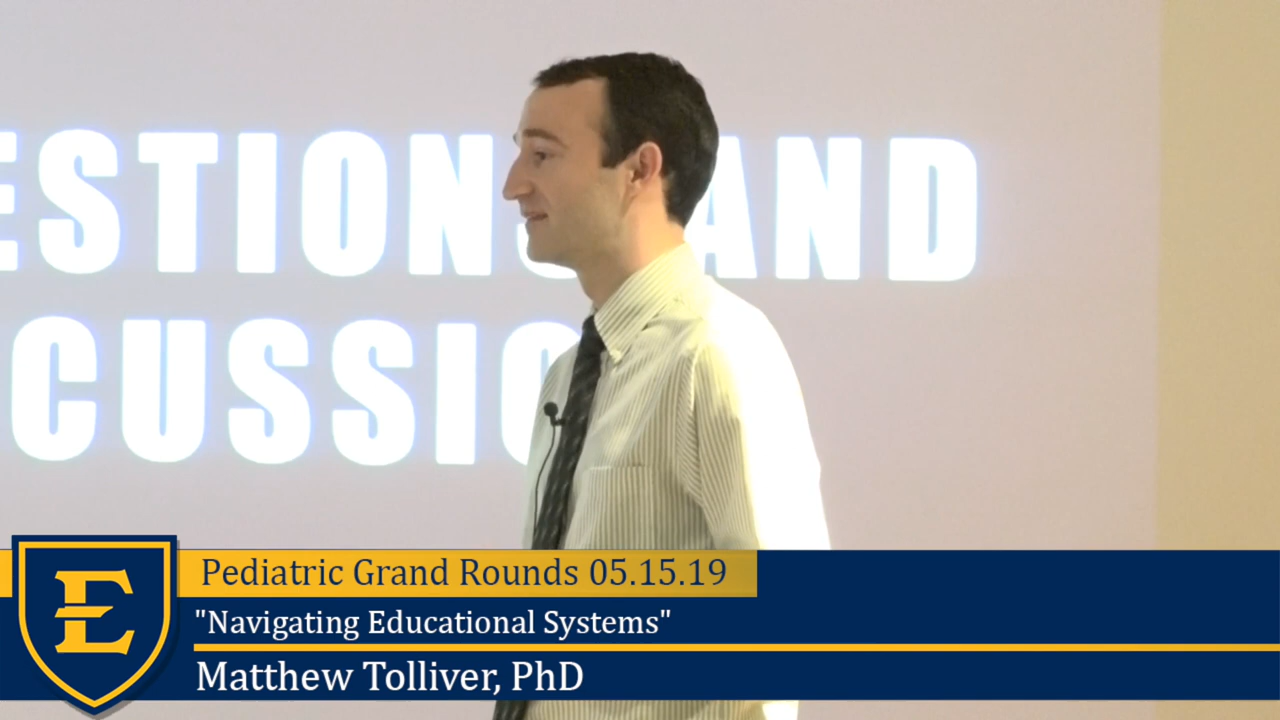 ESTIONS AND
CUSSIO
Pediatric Grand Rounds 05.15.19
"Navigating Educational Systems"
E
Matthew Tolliver, PhD